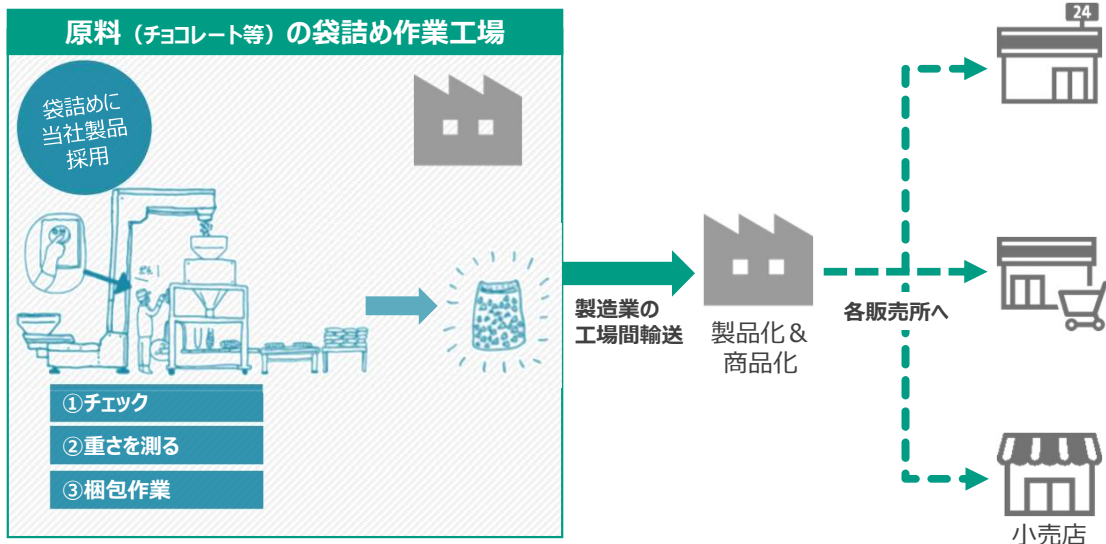 原料（チョコレート等）の袋詰め作業工場
袋詰めに
当社製品
採用
①チェック
②重さを測る
③梱包作業
製造業の
工場間輸送
製品化＆
商品化
各販売所へ
24
小売店